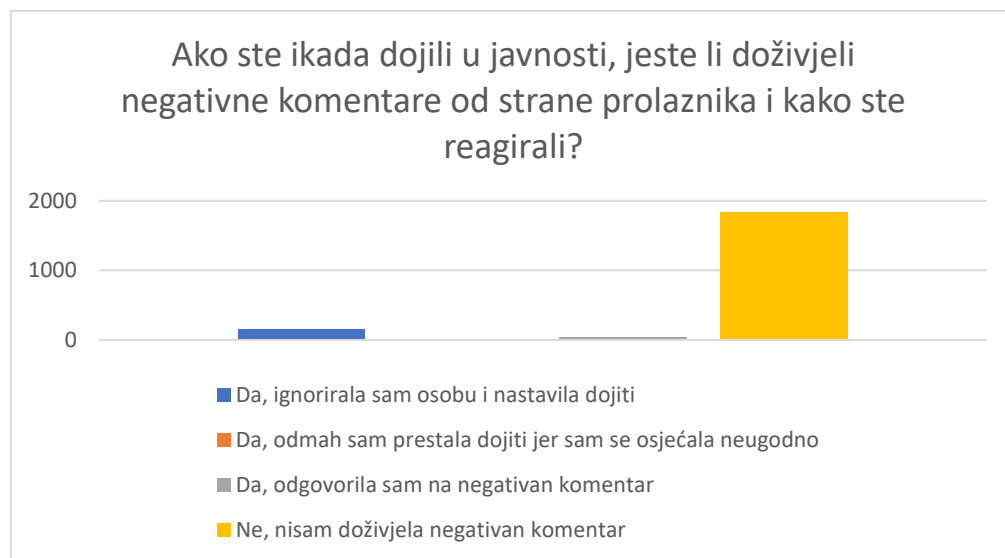 Ako ste ikada dojili u javnosti, jeste li doživjeli
negativne komentare od strane prolaznika i kako ste
reagirali?
2000
1000
0
Da, ignorirala sam osobu i nastavila dojiti
Da, odmah sam prestala dojiti jer sam se osjećala neugodno
Da, odgovorila sam na negativan komentar
Ne, nisam doživjela negativan komentar